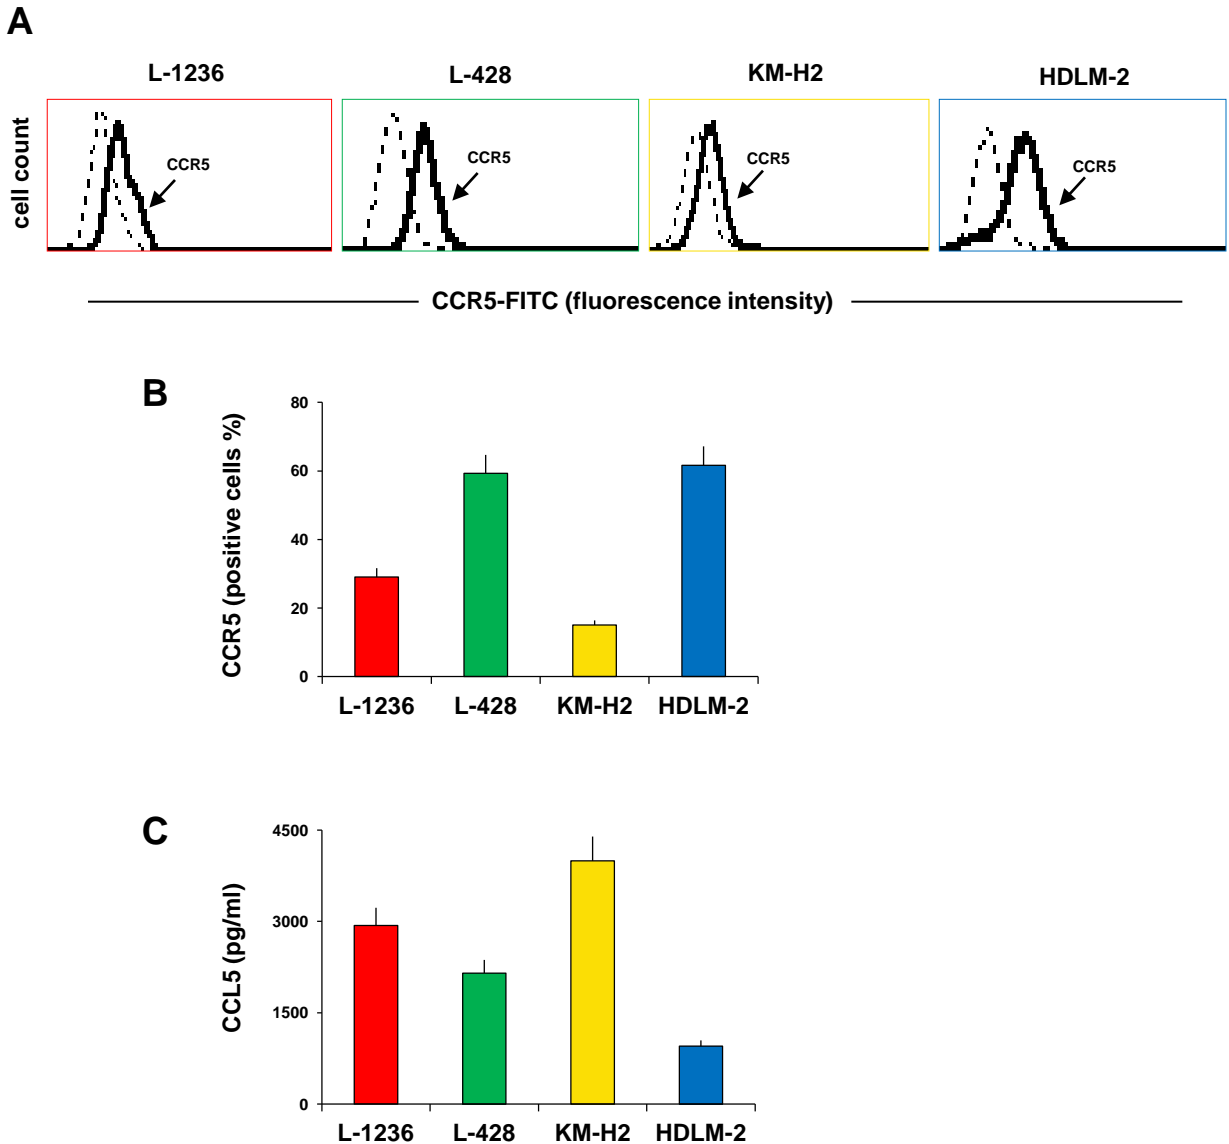 A
L-1236 L-428 KM-H2 HDLM-2
cell count
CCR5 CCR5 CCR5 CCR5
CCR5-FITC (fluorescence intensity)
B
CCR5 (positive cells %)
80
60
40
20
0
L-1236 L-428 KM-H2 HDLM-2
C
CCL5 (pg/ml)
4500
3000
1500
0
L-1236 L-428 KM-H2 HDLM-2